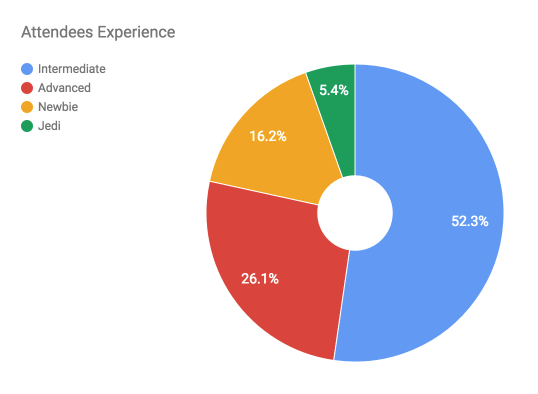 Attendees Experience
Intermediate
Advanced
Newbie
Jedi
5.4%
16.2%
52.3%
26.1%